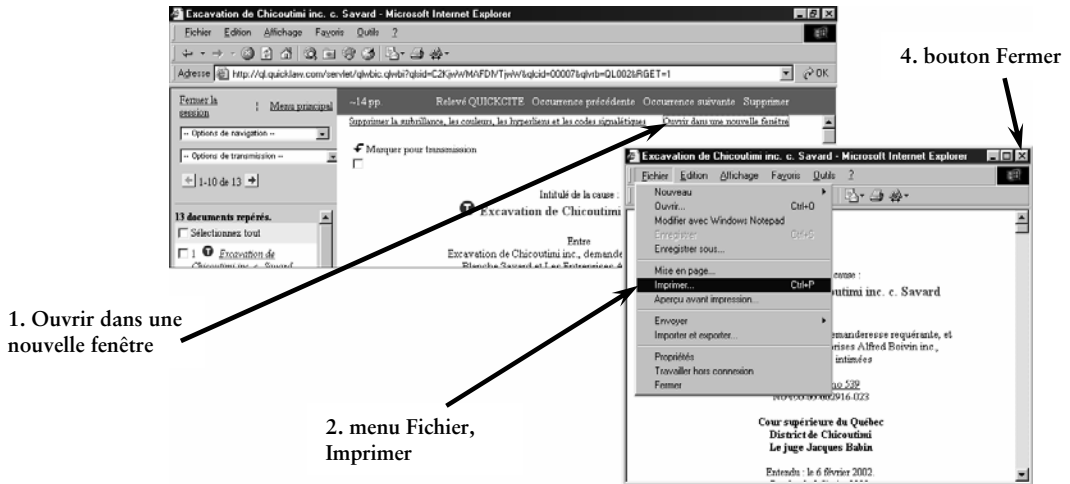 Excavation de Chicoutimi inc. c. Savard - Microsoft Internet Explorer
Fichier Edition Affichage Favoris Outils ?
Adresse http://ql.quicklaw.com/servlet/qlwbic.qlwbi?qlsid=C2KjwWMAFDIVTjwW&qlcid=00007&qlvrb=QL002&RGET=1 OK
4. bouton Fermer
Fermer la session Menu principal
-- Options de navigation --
-- Options de transmission --
1-10 de 13
13 documents repérés.
Sélectionnez tout
1 Excavation de
Chicoutimi inc. c. Savard
~14 pp. Relevé QUICKCITE Occurrence précédente Occurrence suivante Supprimer
Supprimer la subrillance, les couleurs, les hyperliens et les codes signalétiques Ouvrir dans une nouvelle fenêtre
Marquer pour transmission
Intitulé de la cause :
Excavation de Chicoutimi
Entre
Excavation de Chicoutimi inc., demande
Blanche Savard et Les Entreprises A
Excavation de Chicoutimi inc. c. Savard - Microsoft Internet Explorer
Fichier Edition Affichage Favoris Outils ?
Nouveau
Ouvrir... Ctrl+O
Modifier avec Windows Notepad
Enregistrer Ctrl+S
Enregistrer sous...
Mise en page...
Imprimer... Ctrl+P
Aperçu avant impression...
Envoyer
Importer et exporter...
Propriétés
Travailler hors connexion
Fermer
cause :
utimi inc. c. Savard
emanderesse requérante, et
rises Alfred Boivin inc.,
intimées
no 539
Cour supérieure du Québec
District de Chicoutimi
Le juge Jacques Babin
Entendu : le 6 février 2002.
1. Ouvrir dans une
nouvelle fenêtre
2. menu Fichier,
Imprimer